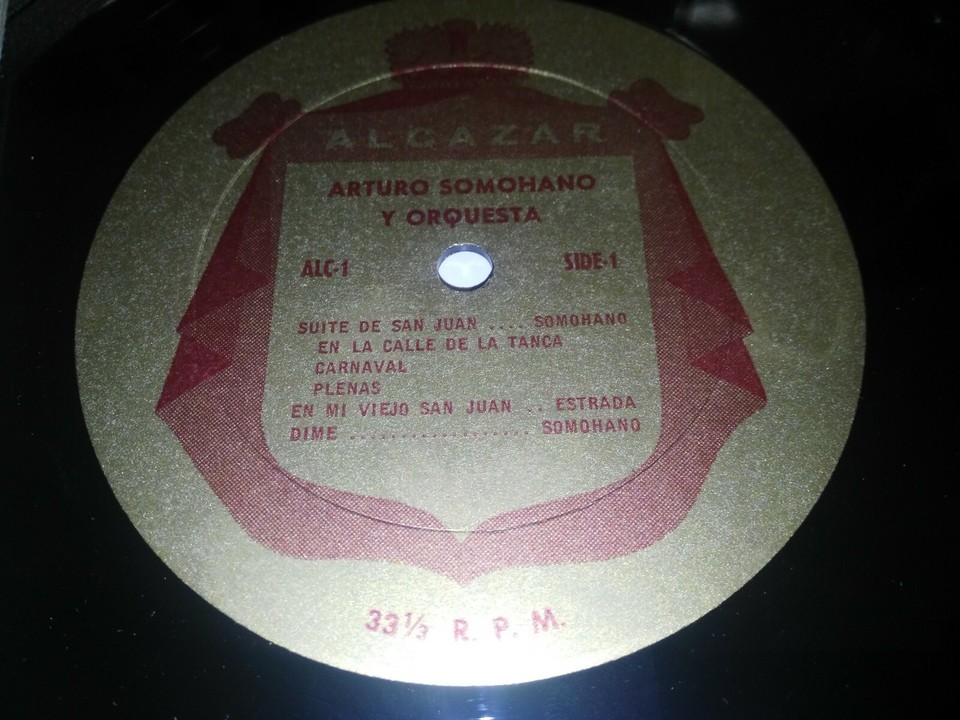 ALCAZAR
ARTURO SOMOHANO
Y ORQUESTA
ALC-1 SIDE-1
SUITE DE SAN JUAN .... SOMOHANO
EN LA CALLE DE LA TANCA
CARNAVAL
PLENAS
EN MI VIEJO SAN JUAN .. ESTRADA
DIME .................. SOMOHANO
33⅓ R. P. M.